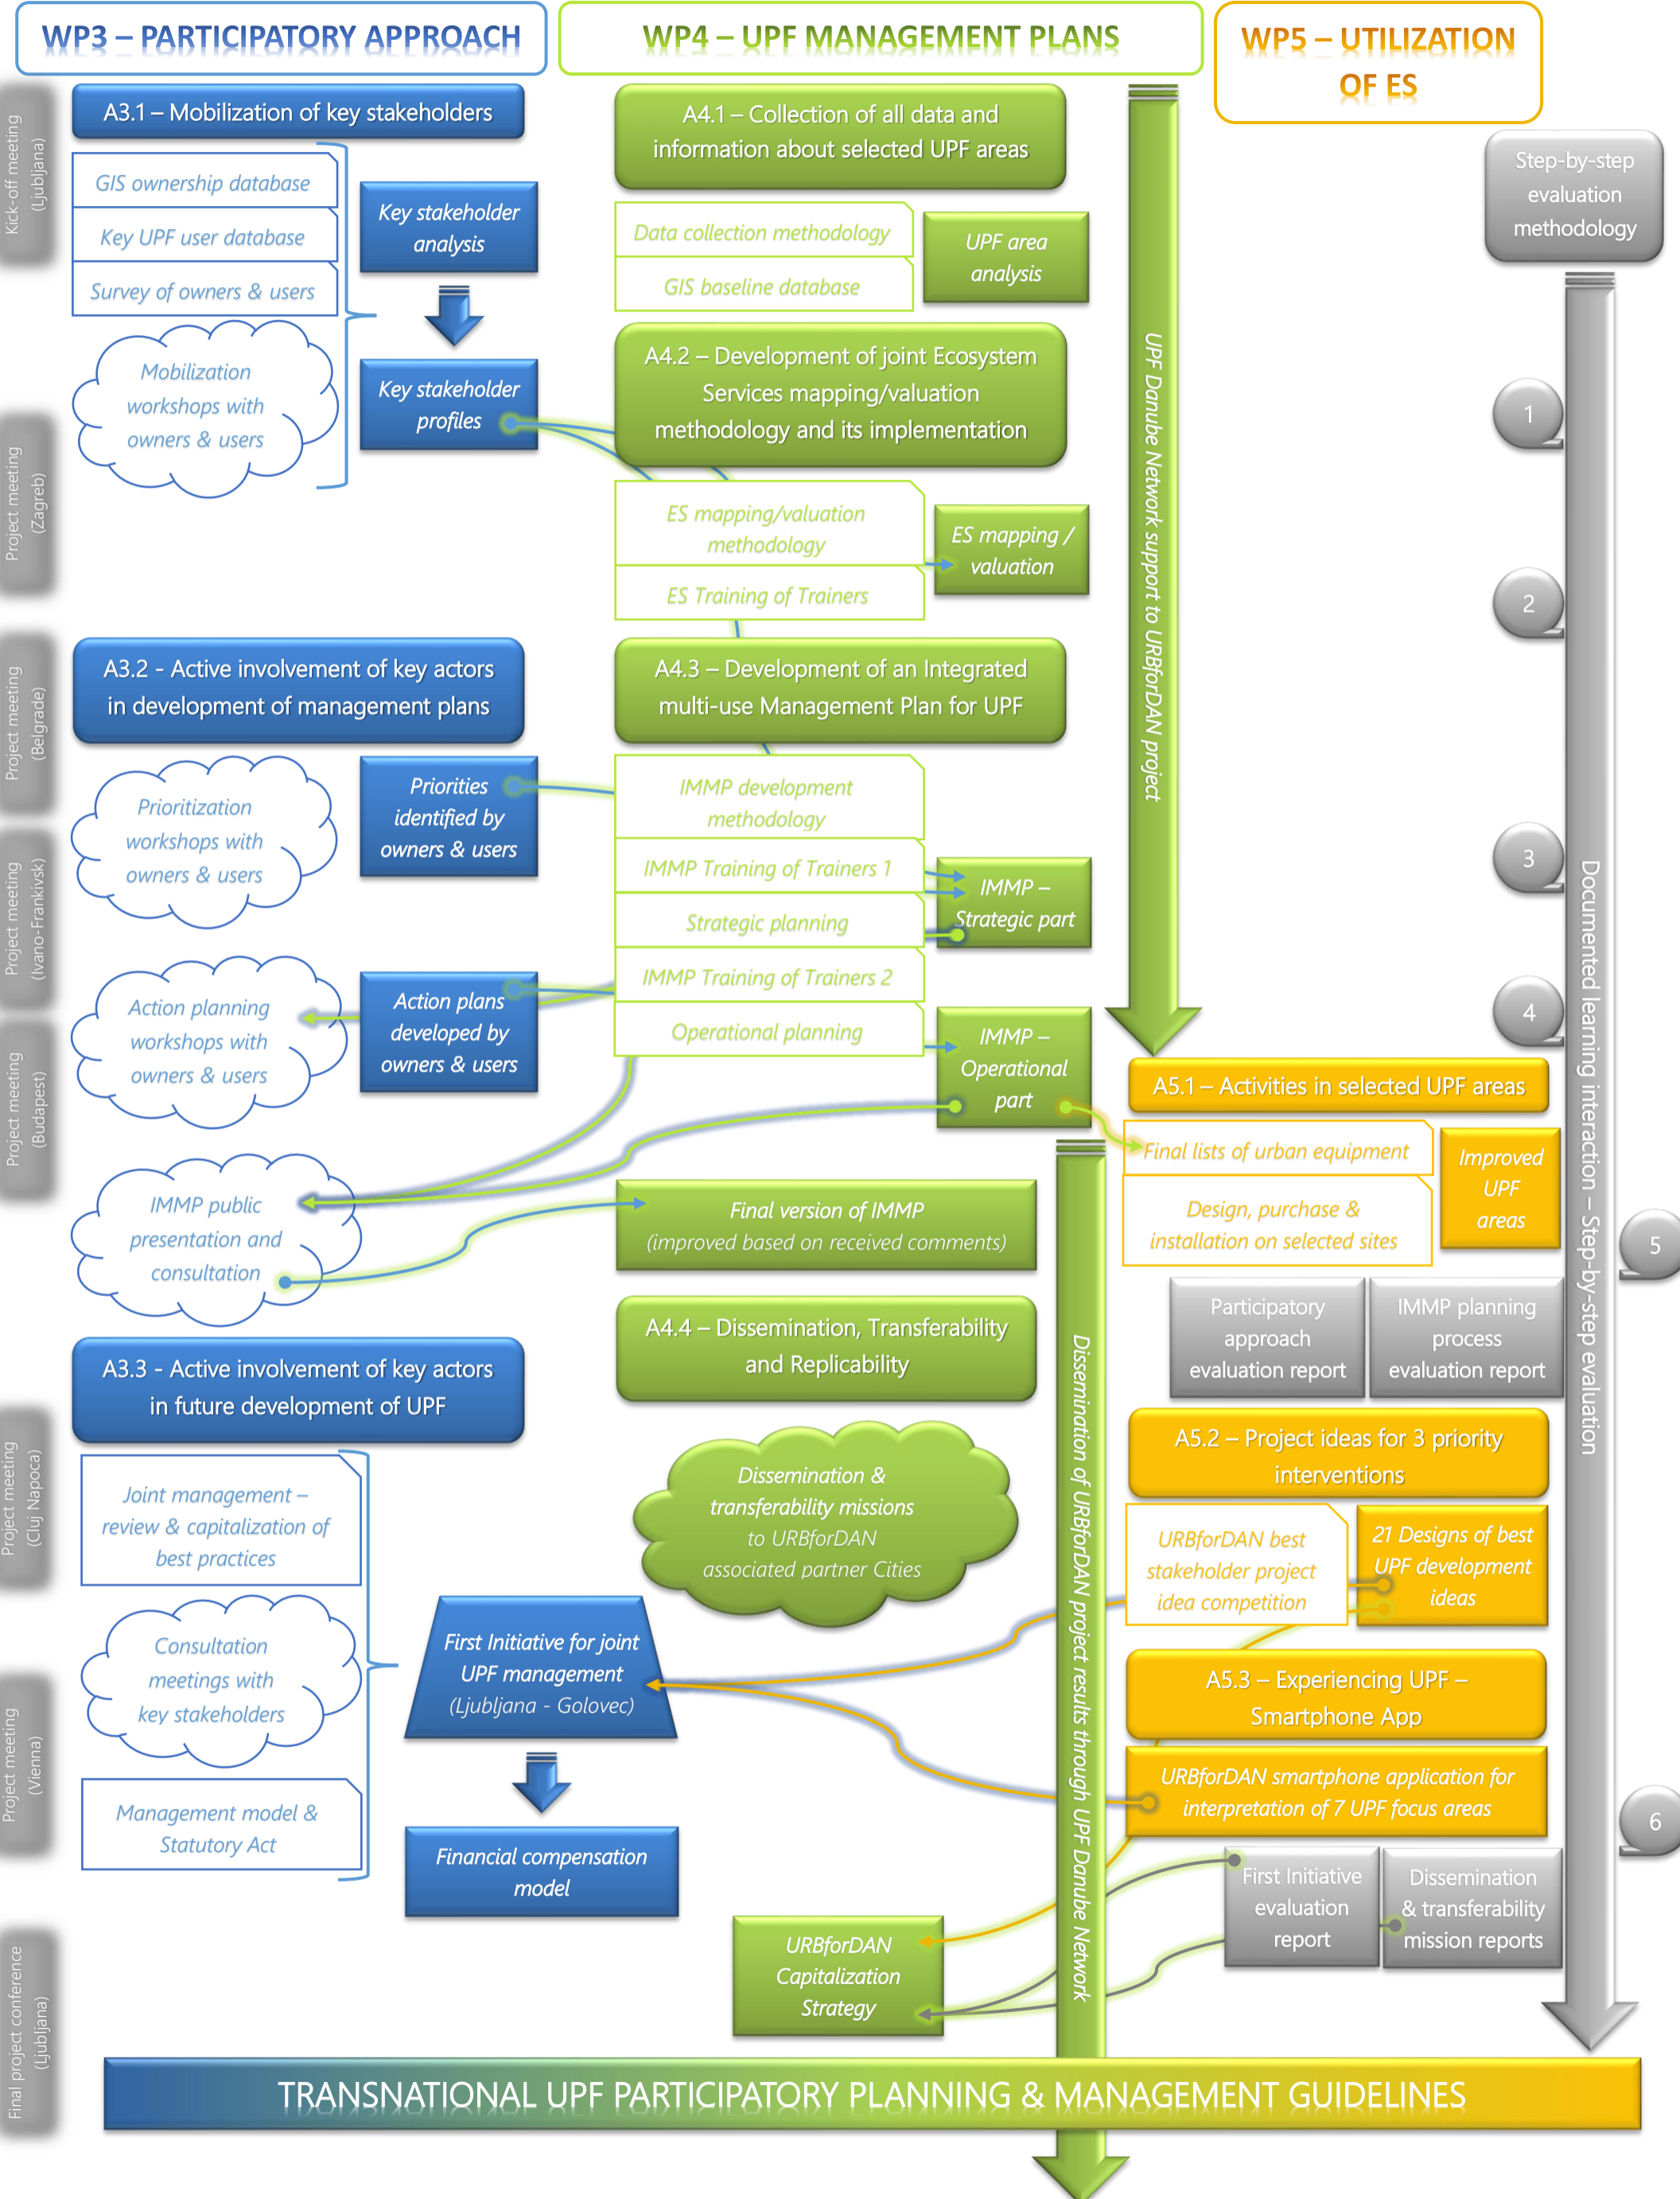 WP3 – PARTICIPATORY APPROACH
WP4 – UPF MANAGEMENT PLANS
WP5 – UTILIZATION
OF ES
Kick-off meeting
(Ljubljana)
Project meeting
(Zagreb)
Project meeting
(Belgrade)
Project meeting
(Ivano-Frankivsk)
Project meeting
(Budapest)
Project meeting
(Cluj Napoca)
Project meeting
(Vienna)
Final project conference
(Ljubljana)
A3.1 – Mobilization of key stakeholders
GIS ownership database
Key UPF user database
Survey of owners & users
Mobilization
workshops with
owners & users
Key stakeholder
analysis
Key stakeholder
profiles
A3.2 - Active involvement of key actors
in development of management plans
Prioritization
workshops with
owners & users
Priorities
identified by
owners & users
Action planning
workshops with
owners & users
Action plans
developed by
owners & users
IMMP public
presentation and
consultation
A3.3 - Active involvement of key actors
in future development of UPF
Joint management –
review & capitalization of
best practices
Consultation
meetings with
key stakeholders
Management model &
Statutory Act
First Initiative for joint
UPF management
(Ljubljana - Golovec)
Financial compensation
model
A4.1 – Collection of all data and
information about selected UPF areas
Data collection methodology
GIS baseline database
UPF area
analysis
A4.2 – Development of joint Ecosystem
Services mapping/valuation
methodology and its implementation
ES mapping/valuation
methodology
ES Training of Trainers
ES mapping /
valuation
A4.3 – Development of an Integrated
multi-use Management Plan for UPF
IMMP development
methodology
IMMP Training of Trainers 1
Strategic planning
IMMP Training of Trainers 2
Operational planning
IMMP –
Strategic part
IMMP –
Operational
part
Final version of IMMP
(improved based on received comments)
A4.4 – Dissemination, Transferability
and Replicability
Dissemination &
transferability missions
to URBforDAN
associated partner Cities
URBforDAN
Capitalization
Strategy
UPF Danube Network support to URBforDAN project
Dissemination of URBforDAN project results through UPF Danube Network
A5.1 – Activities in selected UPF areas
Final lists of urban equipment
Design, purchase &
installation on selected sites
Improved
UPF
areas
Participatory
approach
evaluation report
IMMP planning
process
evaluation report
A5.2 – Project ideas for 3 priority
interventions
URBforDAN best
stakeholder project
idea competition
21 Designs of best
UPF development
ideas
A5.3 – Experiencing UPF –
Smartphone App
URBforDAN smartphone application for
interpretation of 7 UPF focus areas
First Initiative
evaluation
report
Dissemination
& transferability
mission reports
Step-by-step
evaluation
methodology
1
2
3
4
5
6
Documented learning interaction – Step-by-step evaluation
TRANSNATIONAL UPF PARTICIPATORY PLANNING & MANAGEMENT GUIDELINES